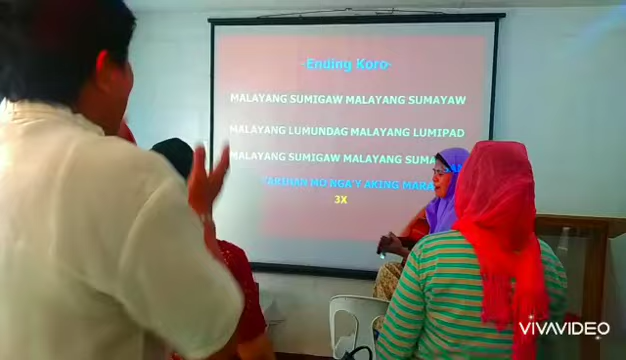 -Ending Koro-
MALAYANG SUMIGAW MALAYANG SUMAYAW
MALAYANG LUMUNDAG MALAYANG LUMIPAD
MALAYANG SUMIGAW MALAYANG
MO NGA'Y AKING
3X
VIVAVIDEO